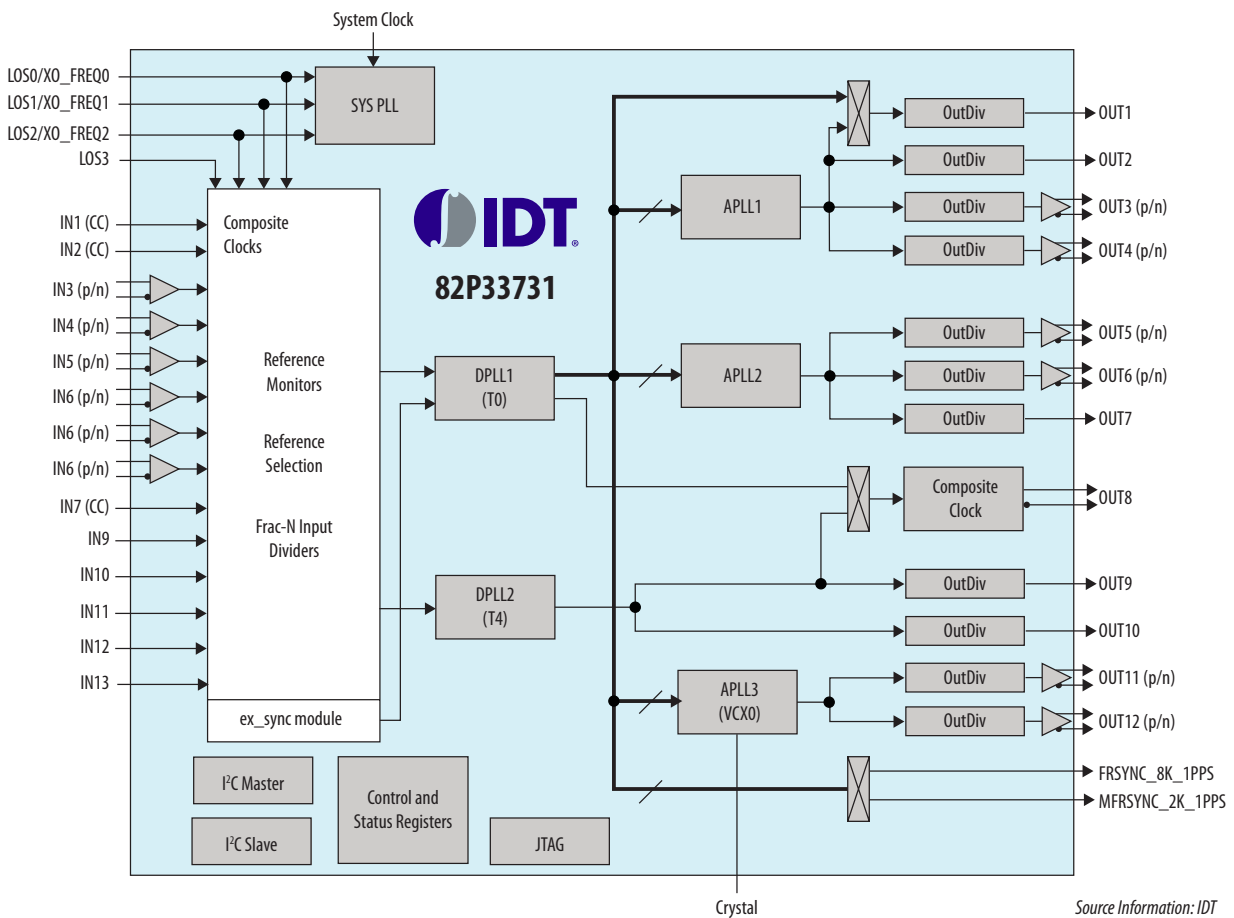 System Clock
LOS0/XO_FREQ0
LOS1/XO_FREQ1
LOS2/XO_FREQ2
LOS3
SYS PLL
IN1 (CC)
IN2 (CC)
IN3 (p/n)
IN4 (p/n)
IN5 (p/n)
IN6 (p/n)
IN6 (p/n)
IN6 (p/n)
IN7 (CC)
IN9
IN10
IN11
IN12
IN13
Composite
Clocks
Reference
Monitors
Reference
Selection
Frac-N Input
Dividers
ex_sync module
IDT®
82P33731
DPLL1
(T0)
DPLL2
(T4)
APLL1
APLL2
APLL3
(VCX0)
OutDiv
OutDiv
OutDiv
OutDiv
OutDiv
OutDiv
OutDiv
Composite
Clock
OutDiv
OutDiv
OutDiv
OutDiv
OUT1
OUT2
OUT3 (p/n)
OUT4 (p/n)
OUT5 (p/n)
OUT6 (p/n)
OUT7
OUT8
OUT9
OUT10
OUT11 (p/n)
OUT12 (p/n)
FRSYNC_8K_1PPS
MFRSYNC_2K_1PPS
I²C Master
I²C Slave
Control and
Status Registers
JTAG
Crystal
Source Information: IDT